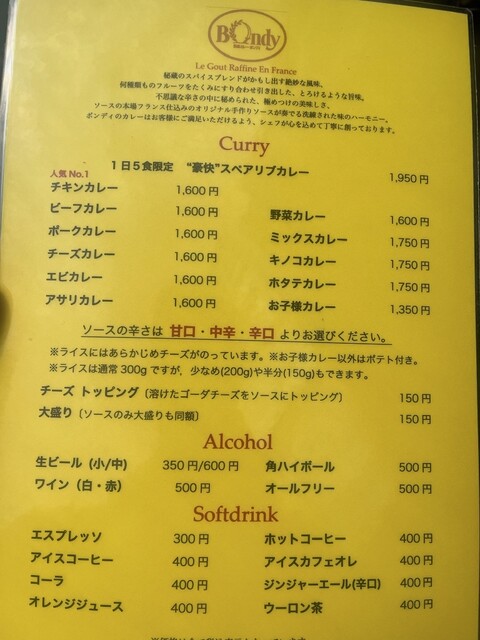 Bondy
Le Gout Raffine En France
秘蔵のスパイスブレンドがかもし出す絶妙な風味、
何種類ものフルーツをたくみにすり合わせ引き出した、とろけるような旨味、
不思議な辛さの中に秘められた、極めつけの美味しさ、
ソースの本場フランス仕込みのオリジナル手作りソースが奏でる洗練された味のハーモニー。
ボンディのカレーはお客様にご満足いただけるよう、シェフが心を込めて丁寧に創っております。
Curry
1日5食限定 “豪快”スペアリブカレー 1,950円
人気No.1
チキンカレー 1,600円
ビーフカレー 1,600円 野菜カレー 1,600円
ポークカレー 1,600円 ミックスカレー 1,750円
チーズカレー 1,600円 キノコカレー 1,750円
エビカレー 1,600円 ホタテカレー 1,750円
アサリカレー 1,600円 お子様カレー 1,350円
ソースの辛さは 甘口・中辛・辛口 よりお選びください。
※ライスにはあらかじめチーズがのっています。※お子様カレー以外はポテト付き。
※ライスは通常300gですが、少なめ(200g)や半分(150g)もできます。
チーズ トッピング〔溶けたゴーダチーズをソースにトッピング〕 150円
大盛り〔ソースのみ大盛りも同額〕 150円
Alcohol
生ビール (小/中) 350円/600円 角ハイボール 500円
ワイン（白・赤） 500円 オールフリー 500円
Softdrink
エスプレッソ 300円 ホットコーヒー 400円
アイスコーヒー 400円 アイスカフェオレ 400円
コーラ 400円 ジンジャーエール(辛口) 400円
オレンジジュース 400円 ウーロン茶 400円